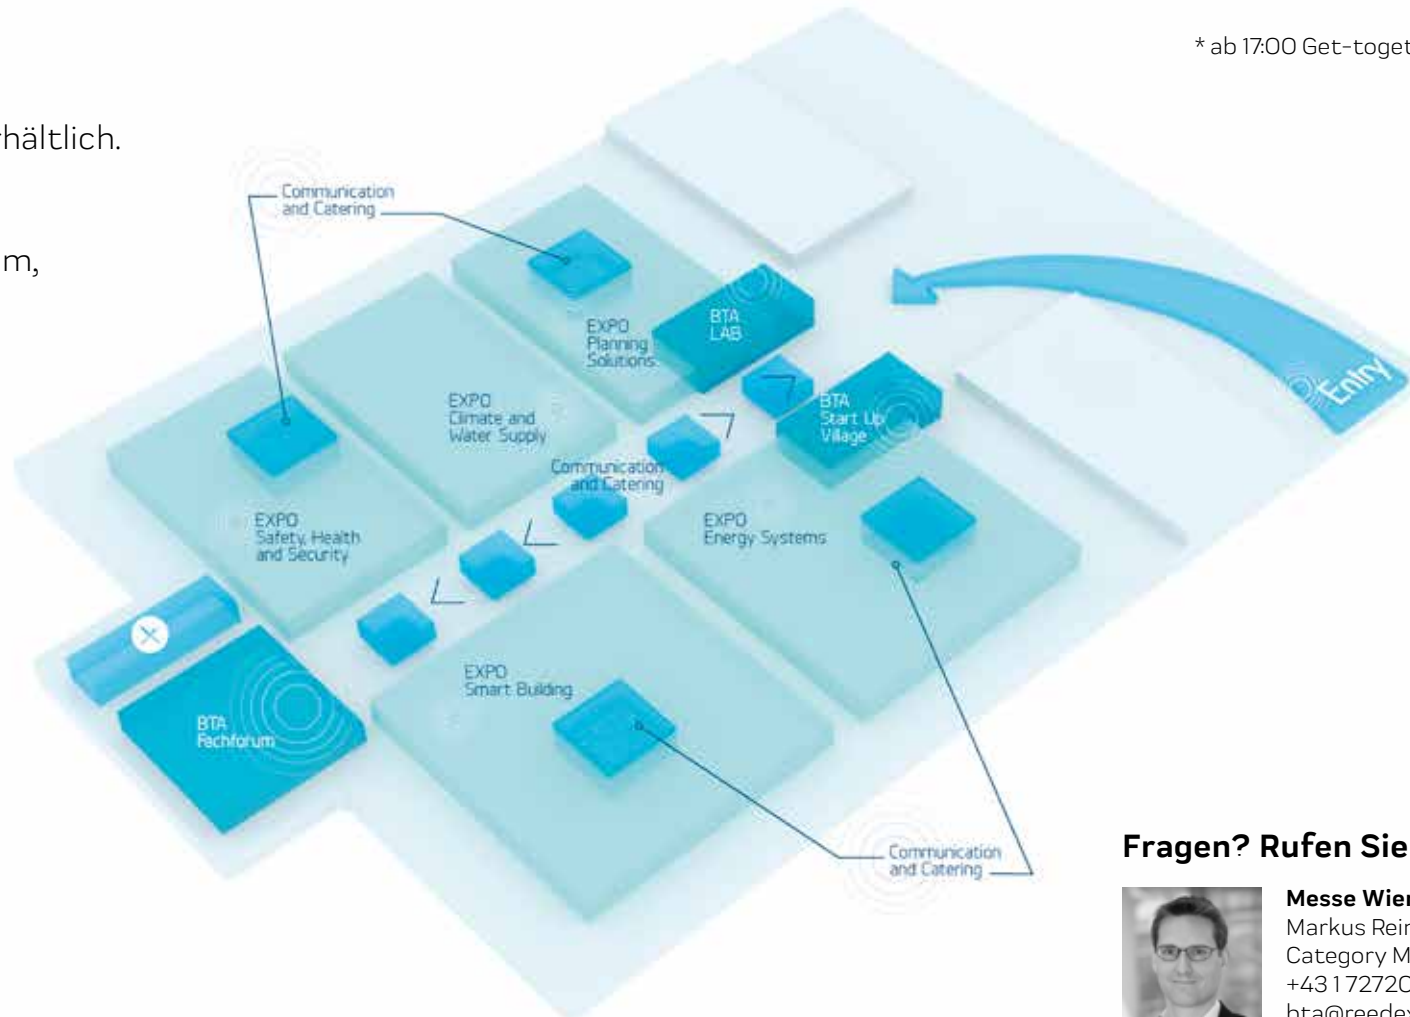 * ab 17:00 Get-toget
hältlich.
m,
Communication
and Catering
EXPO
Planning
Solutions
BTA
LAB
EXPO
Climate and
Water Supply
BTA
Start Up
Village
Entry
Communication
and Catering
EXPO
Safety, Health
and Security
EXPO
Energy Systems
EXPO
Smart Building
BTA
Fachforum
Communication
and Catering
Fragen? Rufen Sie
Messe Wien
Markus Rei
Category M
+43 1 72720
bta@reedex